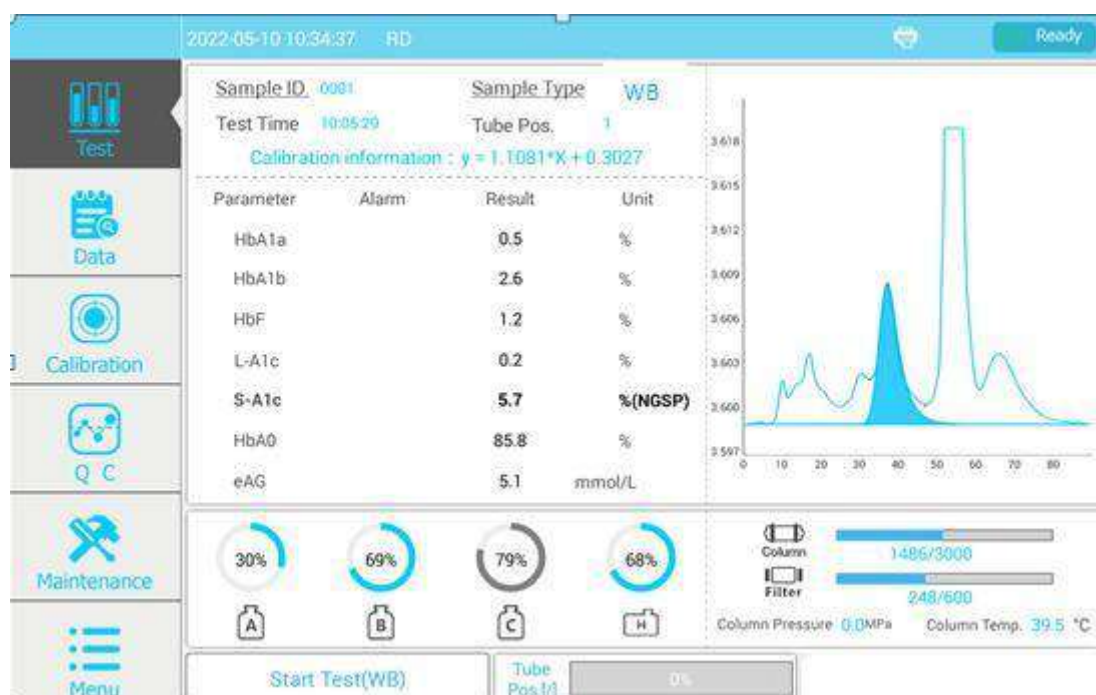 2022-05-10 10:34:37 RD Ready
Test
Data
Calibration
Q C
Maintenance
Menu
Sample ID. 0001 Sample Type WB
Test Time 10:05:29 Tube Pos. 1
Calibration information : y = 1.1081*X + 0.3027
Parameter Alarm Result Unit
HbA1a 0.5 %
HbA1b 2.6 %
HbF 1.2 %
L-A1c 0.2 %
S-A1c 5.7 %(NGSP)
HbA0 85.8 %
eAG 5.1 mmol/L
3.618
3.615
3.612
3.609
3.606
3.603
3.600
3.597
0 10 20 30 40 50 60 70 80
30% 69% 79% 68%
A B C H
Column 1486/3000
Filter 248/600
Column Pressure 0.0MPa Column Temp. 39.5 °C
Start Test(WB)
Tube
Pos.
0%